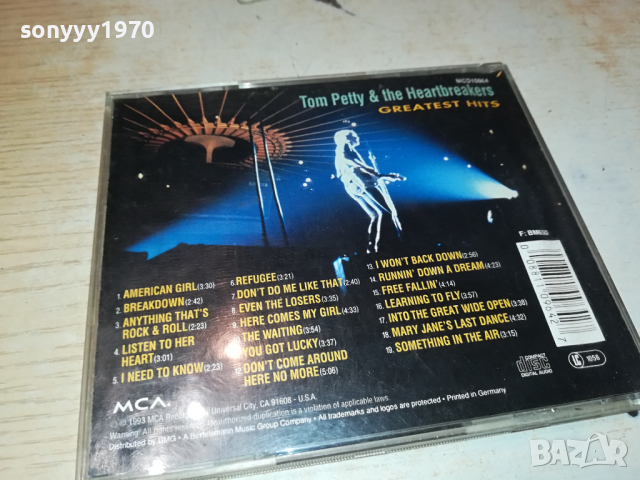 sonyyy1970
Tom Petty & the Heartbreakers
GREATEST HITS
F: BM650
1. AMERICAN GIRL (3:30)
2. BREAKDOWN (2:42)
3. ANYTHING THAT'S
ROCK & ROLL (2:23)
4. LISTEN TO HER
HEART (3:01)
5. I NEED TO KNOW (2:23)
6. REFUGEE (3:21)
7. DON'T DO ME LIKE THAT (2:40)
8. EVEN THE LOSERS (3:35)
9. HERE COMES MY GIRL (4:33)
THE WAITING (3:54)
YOU GOT LUCKY (3:32)
12. DON'T COME AROUND
HERE NO MORE (5:06)
13. I WON'T BACK DOWN (2:56)
14. RUNNIN' DOWN A DREAM (4:23)
15. FREE FALLIN' (4:14)
16. LEARNING TO FLY (3:57)
17. INTO THE GREAT WIDE OPEN (3:38)
18. MARY JANE'S LAST DANCE (4:32)
19. SOMETHING IN THE AIR (3:15)
COMPACT
disc
DIGITAL AUDIO
LC 1056
MCA
1993 MCA Universal City, CA 91608 - U.S.A.
Warning: All unauthorized duplication is a violation of applicable laws.
Distributed by BMG • A Bertelsmann Music Group Company • All trademarks and logos are protected • Printed in Germany
bazar